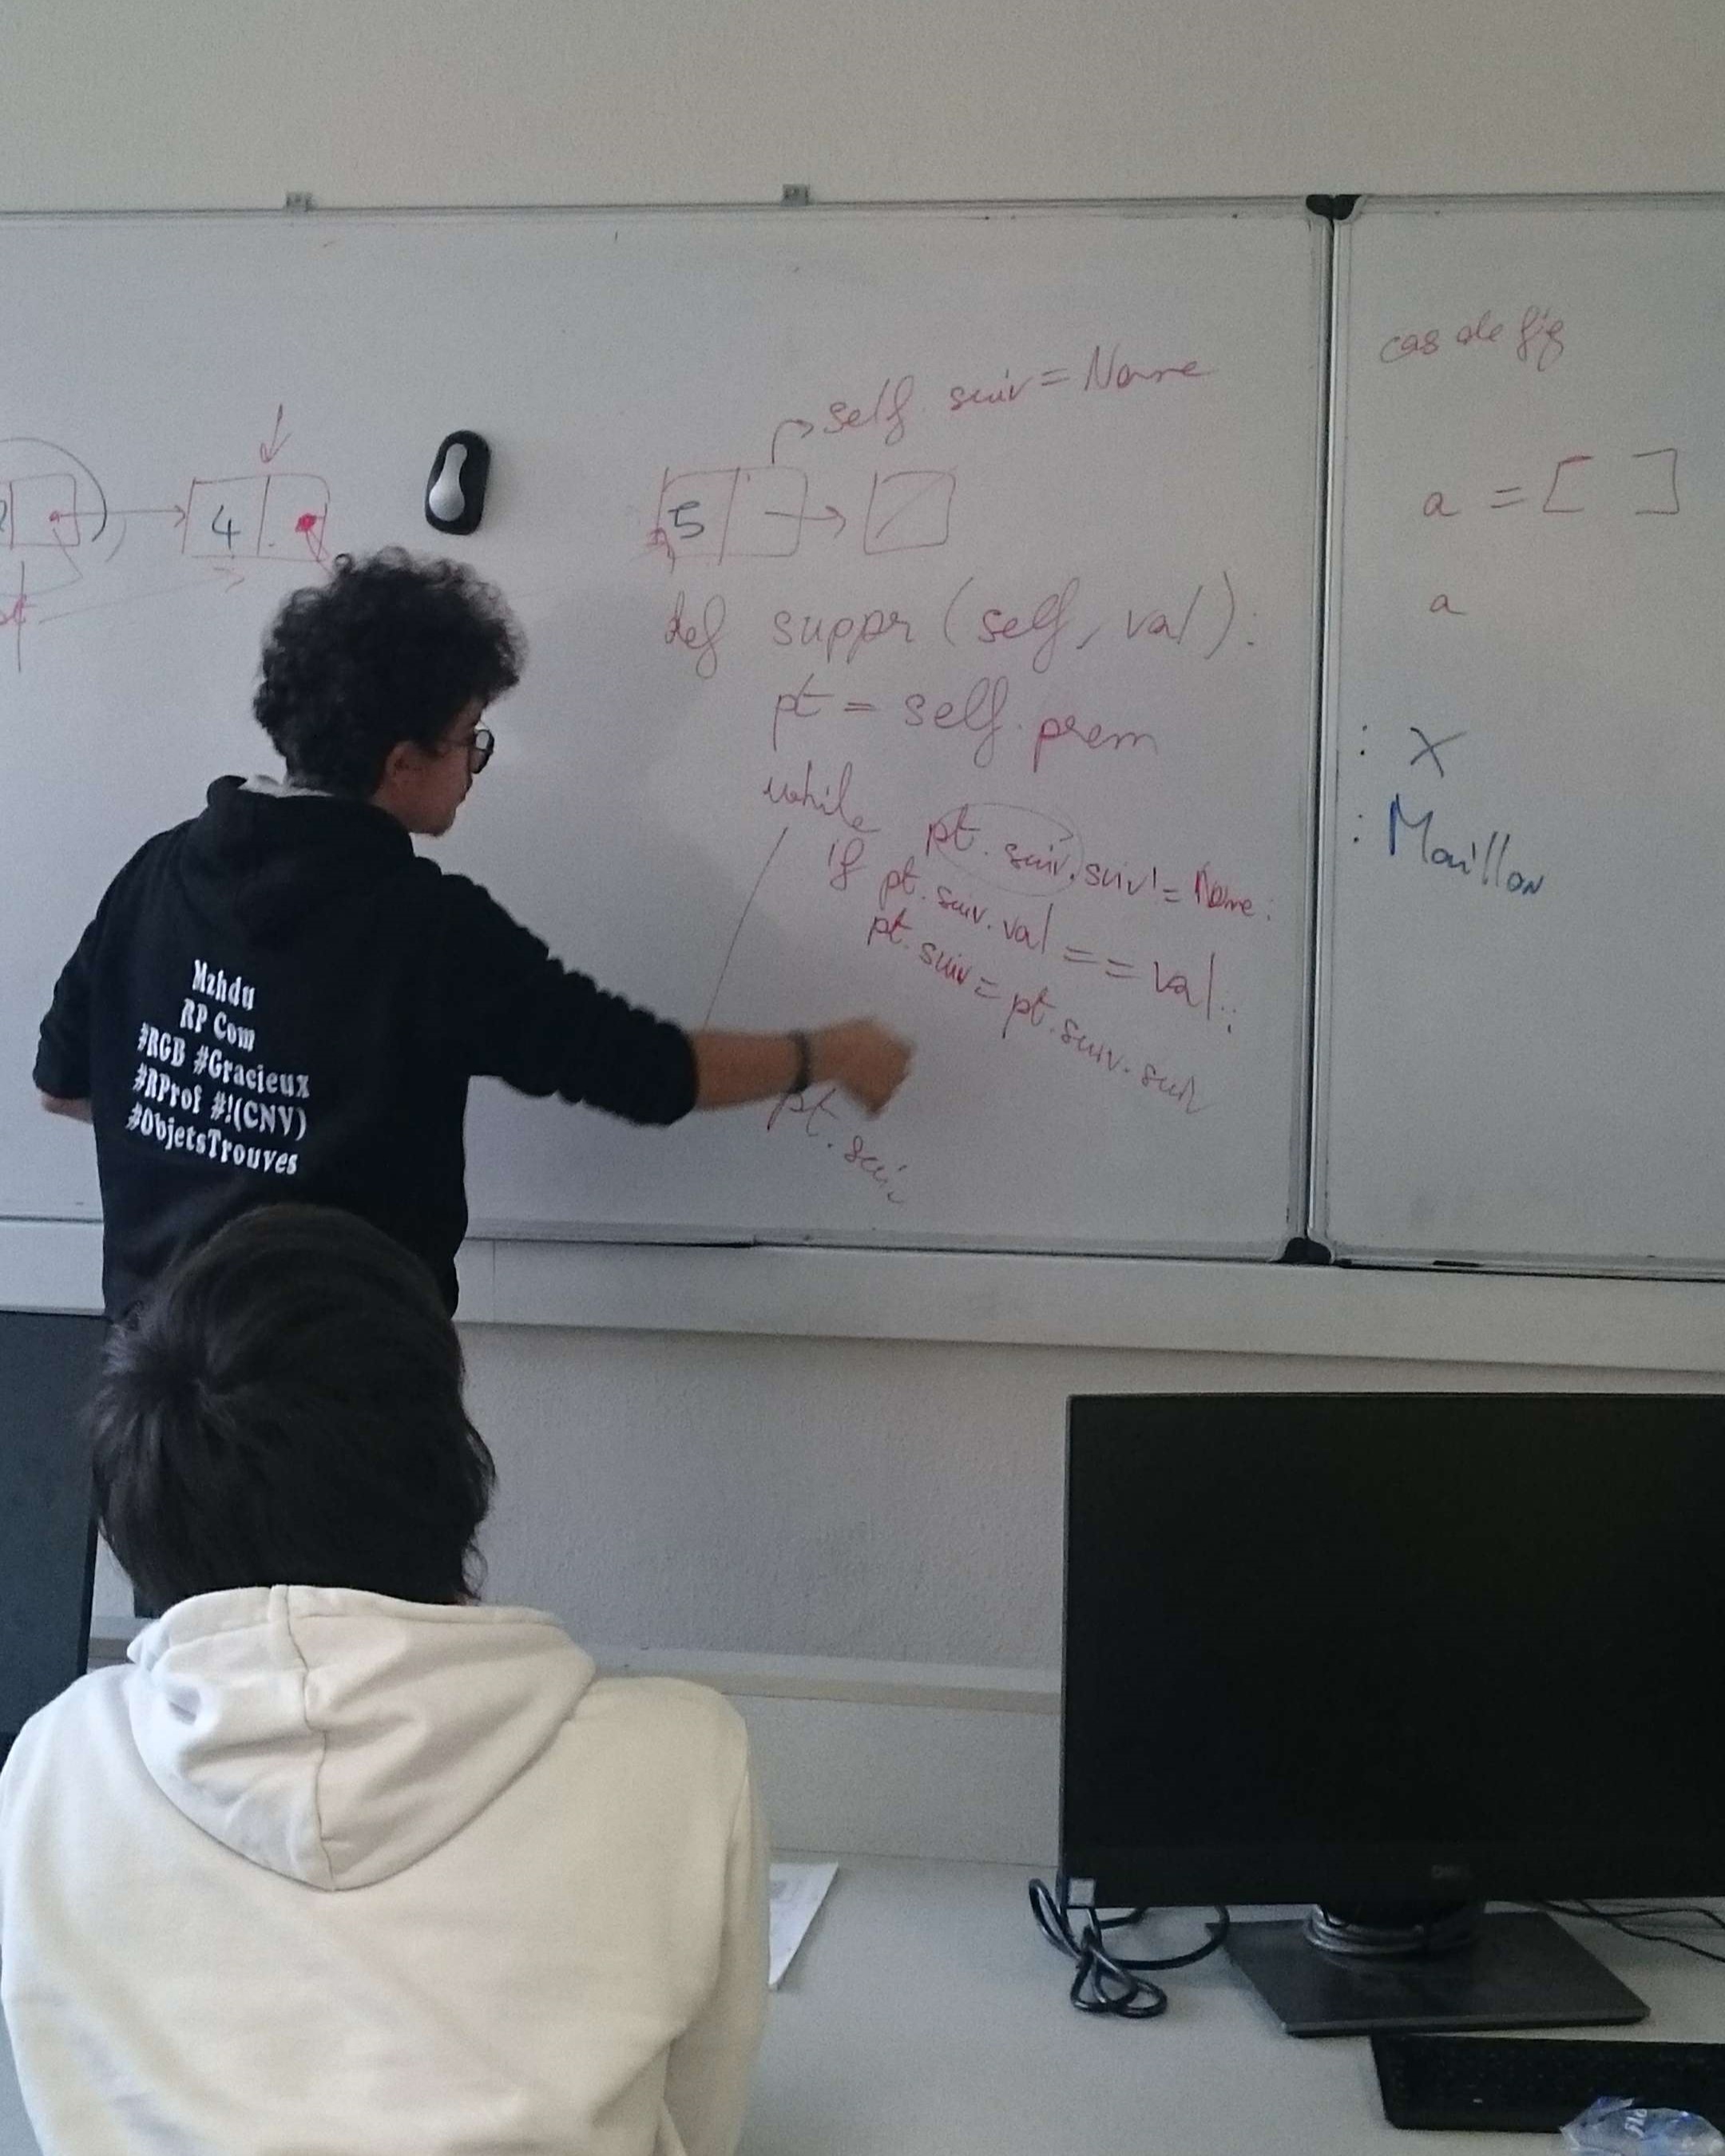 self.suiv = None
4
5
def suppr (self, val):
pt = self.prem
while pt.suiv.suiv != None:
if pt.suiv.val == val:
pt.suiv = pt.suiv.suiv
pt.suiv
cas de fig
a = [ ]
a
: X
: Maillon
Mzhdu
RP Com
#RGB #Gracieux
#RProf #!(CNV)
#ObjetsTrouves
DELL